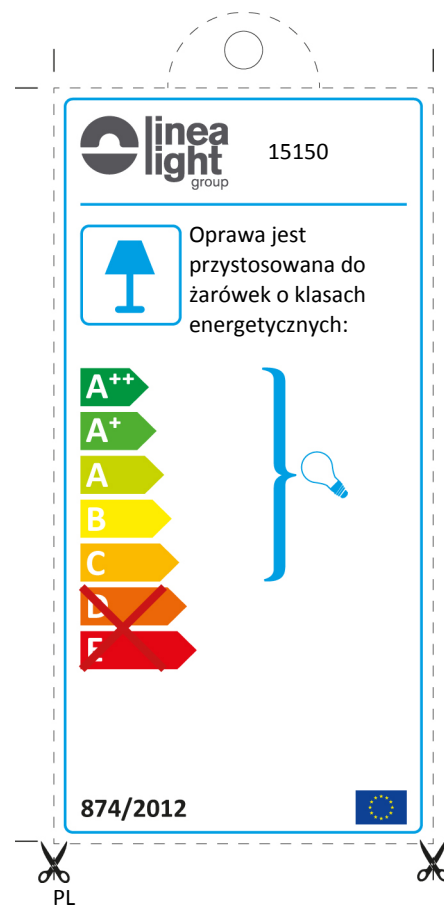 linea
light
group
15150
Oprawa jest
przystosowana do
żarówek o klasach
energetycznych:
A++
A+
A
B
C
D
E
874/2012
PL